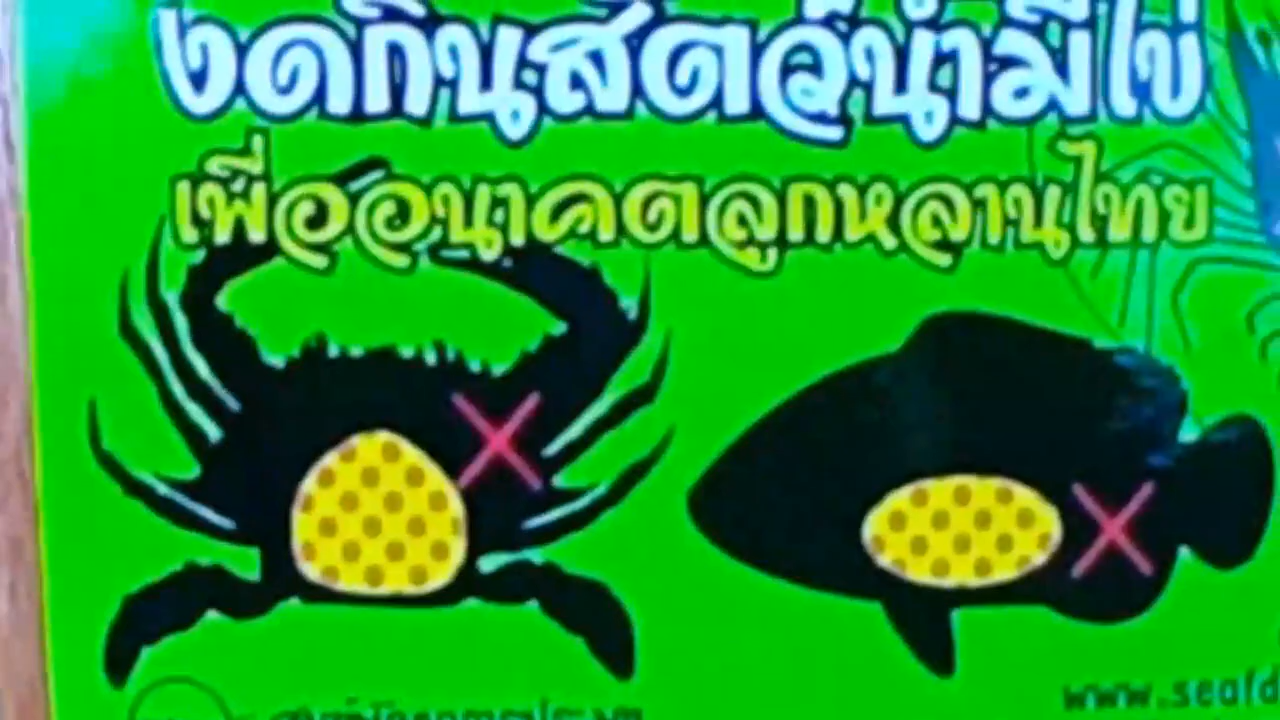 งดกินสัตว์น้ำมีไข่
เพื่ออนาคตลูกหลานไทย
www.seafd